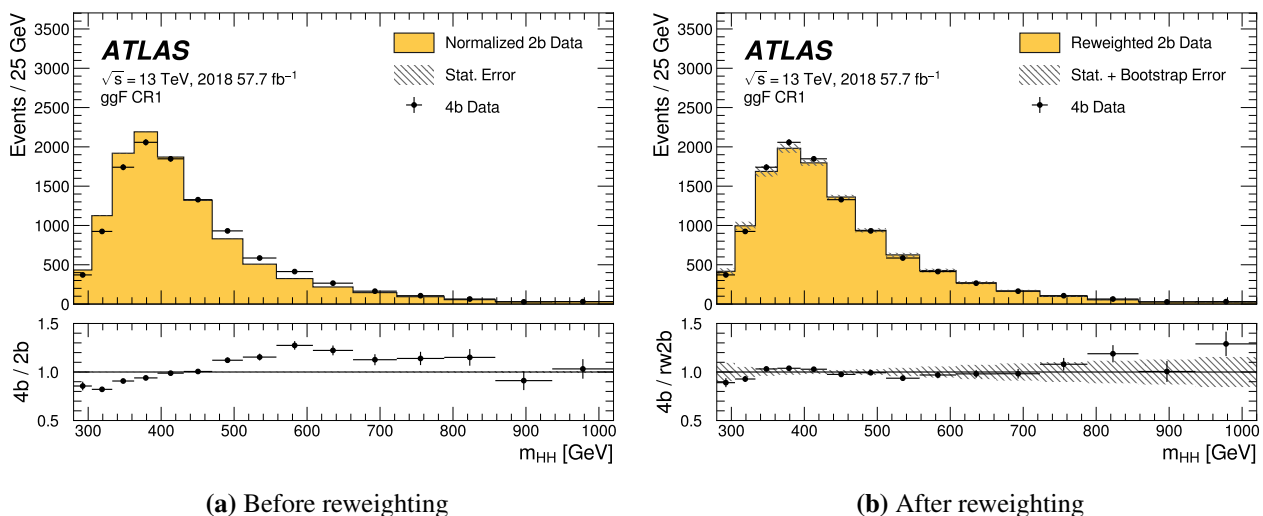 Events / 25 GeV
3500
3000
2500
2000
1500
1000
500
0
ATLAS
√s = 13 TeV, 2018 57.7 fb⁻¹
ggF CR1
Normalized 2b Data
Stat. Error
4b Data
4b / 2b
1.5
1.0
0.5
300 400 500 600 700 800 900 1000
m_HH [GeV]
(a) Before reweighting
Events / 25 GeV
3500
3000
2500
2000
1500
1000
500
0
ATLAS
√s = 13 TeV, 2018 57.7 fb⁻¹
ggF CR1
Reweighted 2b Data
Stat. + Bootstrap Error
4b Data
4b / rw2b
1.5
1.0
0.5
300 400 500 600 700 800 900 1000
m_HH [GeV]
(b) After reweighting